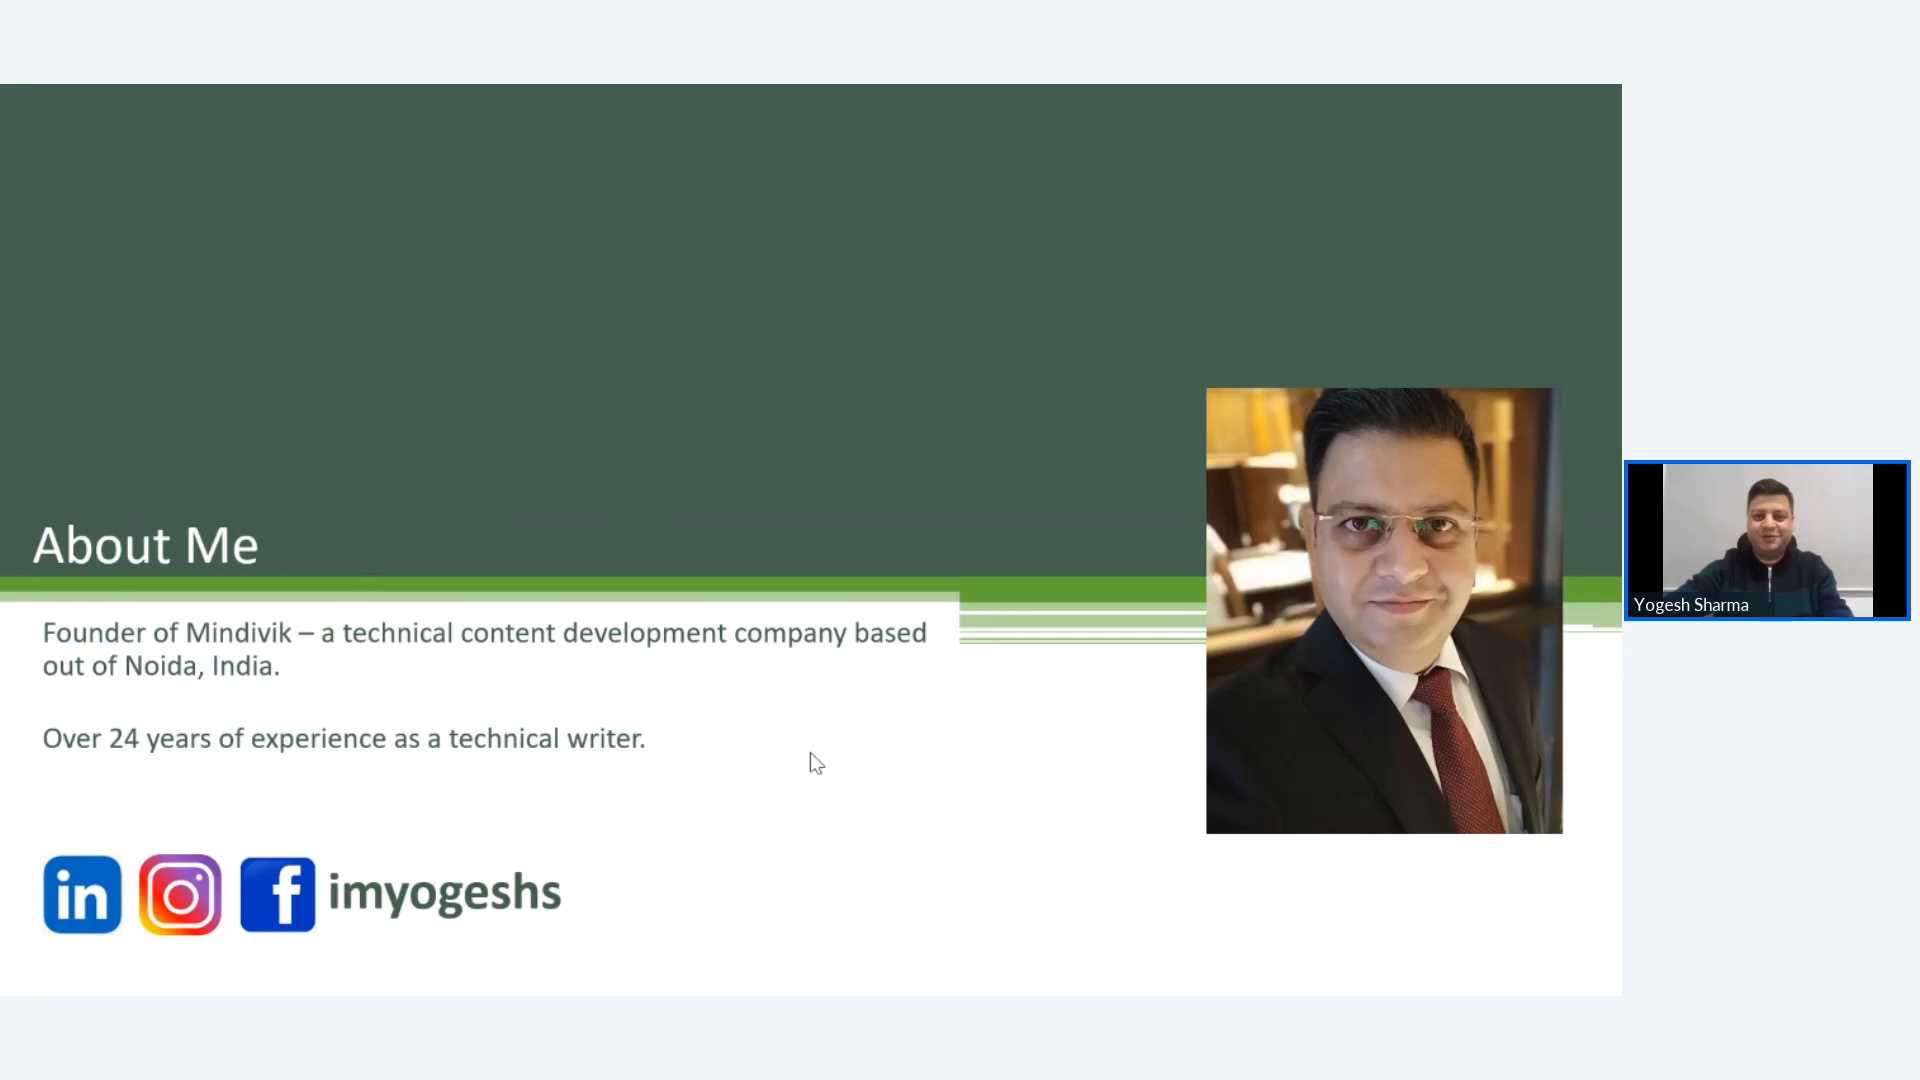 About Me
Founder of Mindivik – a technical content development company based
out of Noida, India.
Over 24 years of experience as a technical writer.
in f imyogeshs
Yogesh Sharma